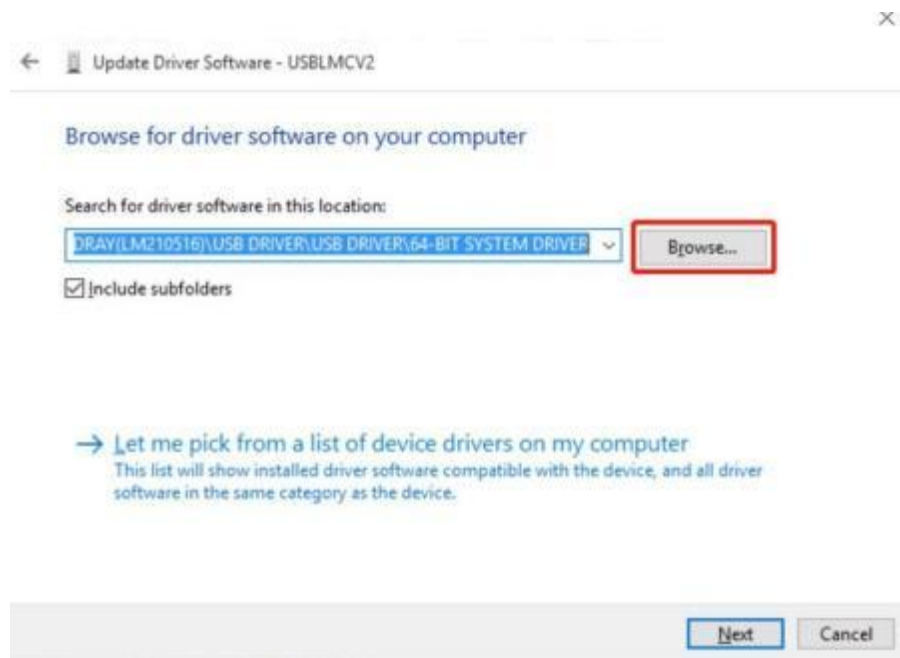 Update Driver Software - USBLMCV2
Browse for driver software on your computer
Search for driver software in this location:
DRAY(LM210516)\USB DRIVER\USB DRIVER\64-BIT SYSTEM DRIVER
Browse...
Include subfolders
Let me pick from a list of device drivers on my computer
This list will show installed driver software compatible with the device, and all driver
software in the same category as the device.
Next
Cancel